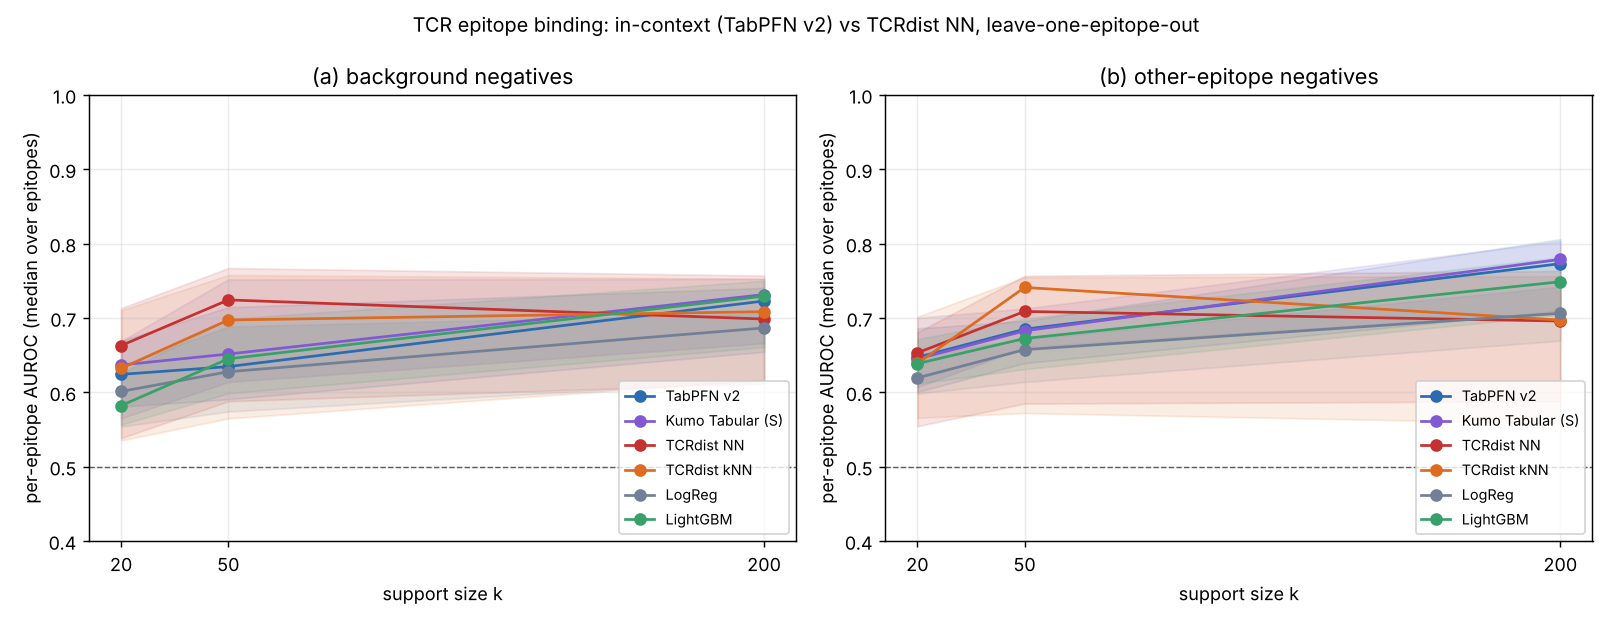 TCR epitope binding: in-context (TabPFN v2) vs TCRdist NN, leave-one-epitope-out
(a) background negatives
per-epitope AUROC (median over epitopes)
1.0
0.9
0.8
0.7
0.6
0.5
0.4
20
50
200
support size k
TabPFN v2
Kumo Tabular (S)
TCRdist NN
TCRdist kNN
LogReg
LightGBM
(b) other-epitope negatives
per-epitope AUROC (median over epitopes)
1.0
0.9
0.8
0.7
0.6
0.5
0.4
20
50
200
support size k
TabPFN v2
Kumo Tabular (S)
TCRdist NN
TCRdist kNN
LogReg
LightGBM